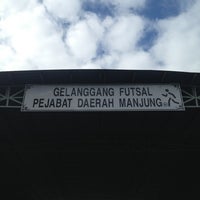 GELANGGANG FUTSAL
PEJABAT DAERAH MANJUNG